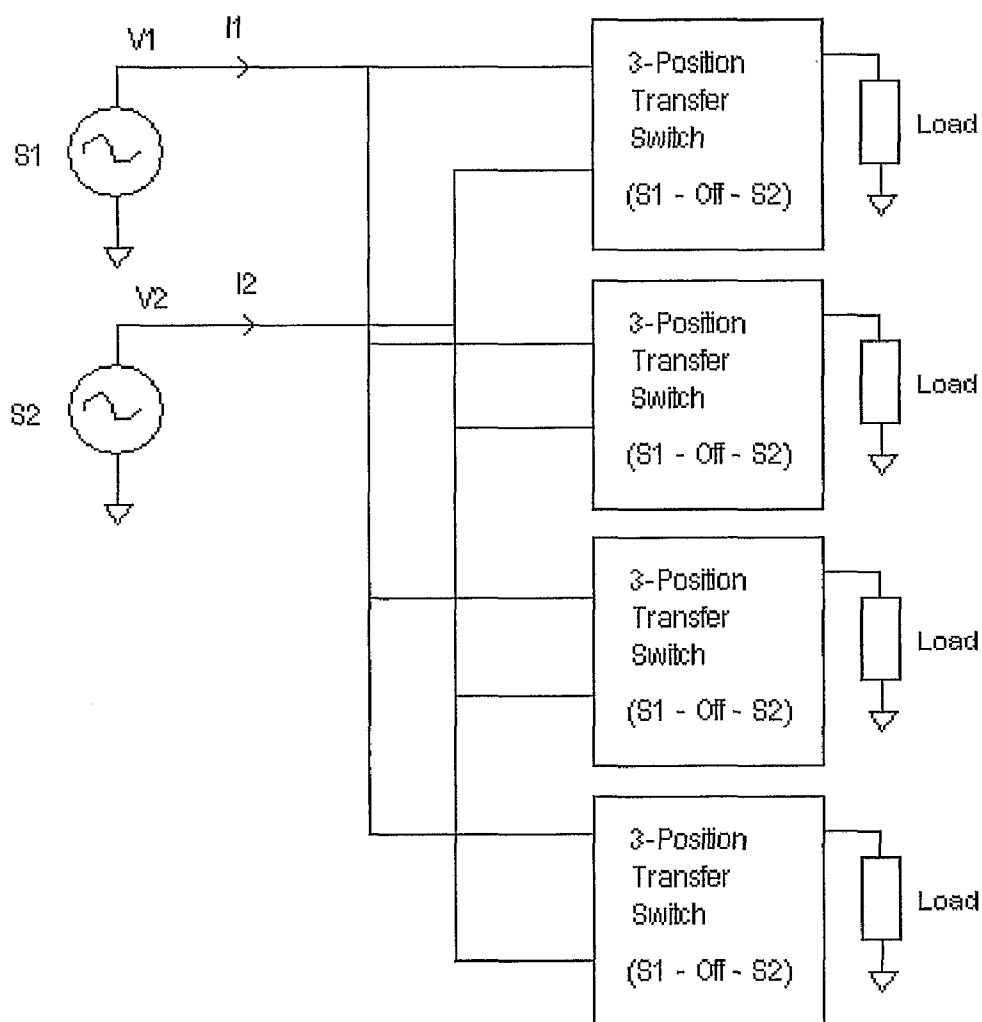 V1
I1
S1
3-Position
Transfer
Switch
(S1 - Off - S2)
Load
V2
I2
S2
3-Position
Transfer
Switch
(S1 - Off - S2)
Load
3-Position
Transfer
Switch
(S1 - Off - S2)
Load
3-Position
Transfer
Switch
(S1 - Off - S2)
Load